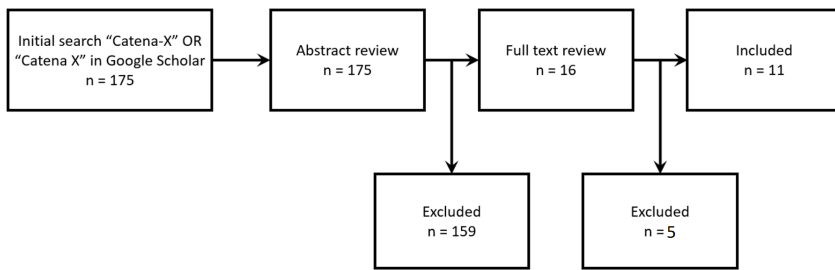 Initial search “Catena-X” OR
“Catena X” in Google Scholar
n = 175
Abstract review
n = 175
Full text review
n = 16
Included
n = 11
Excluded
n = 159
Excluded
n = 5